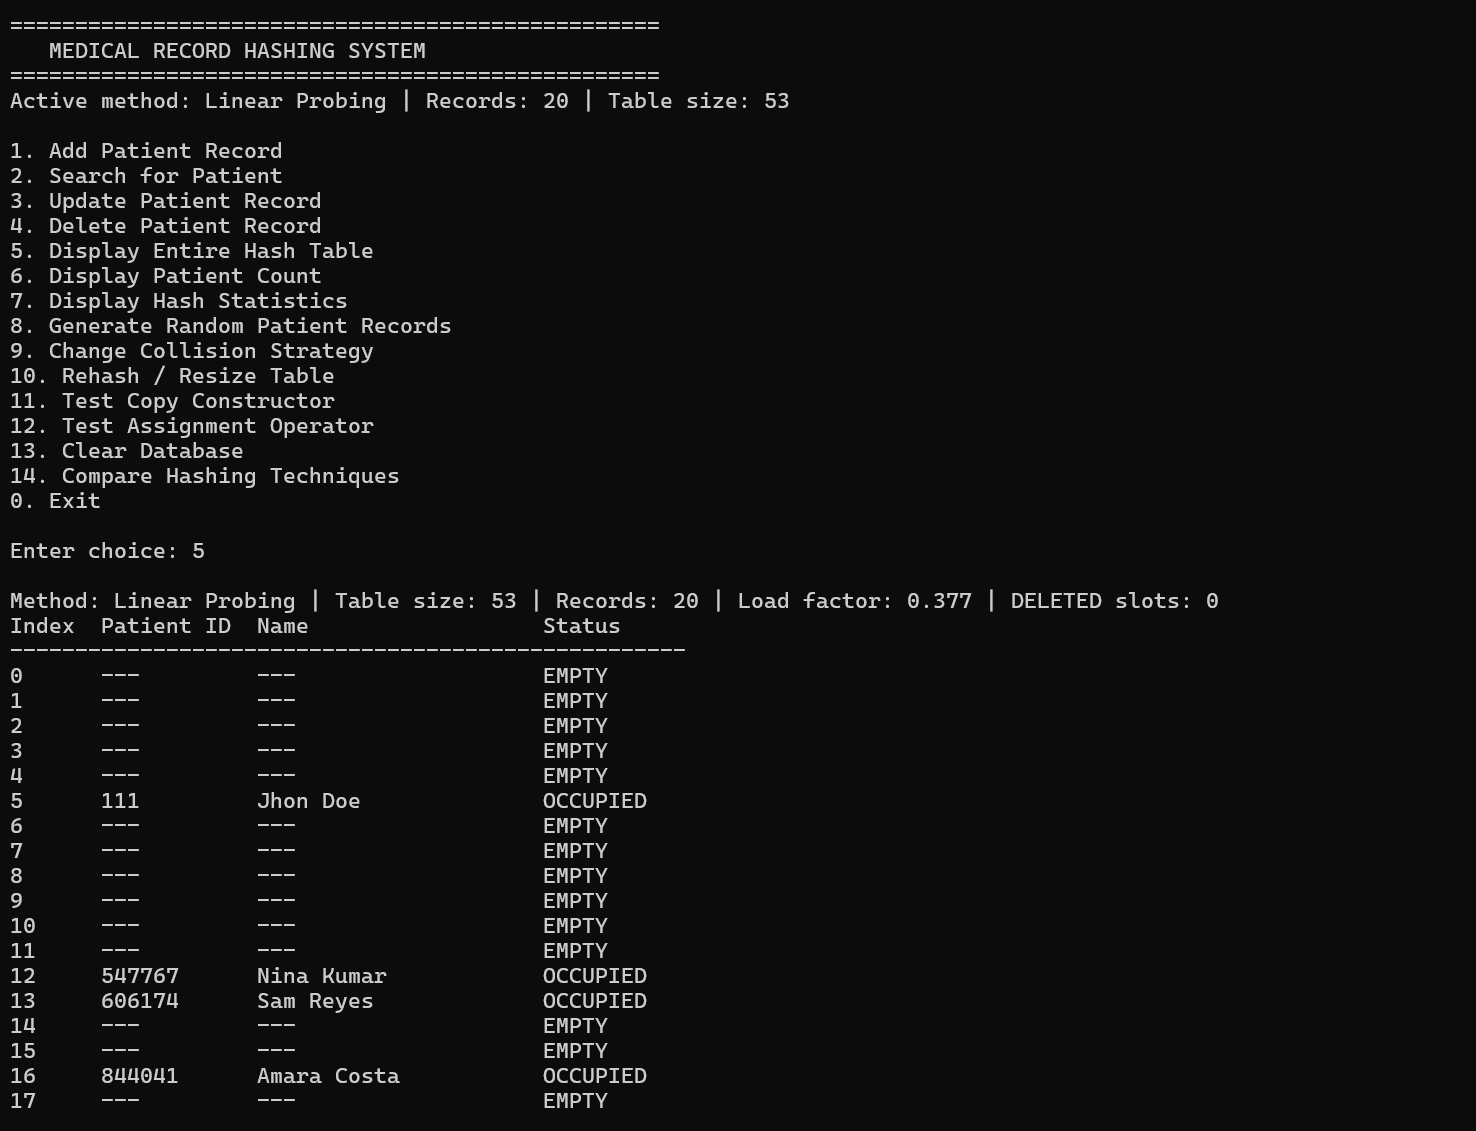 ==================================================
   MEDICAL RECORD HASHING SYSTEM
==================================================
Active method: Linear Probing | Records: 20 | Table size: 53

1. Add Patient Record
2. Search for Patient
3. Update Patient Record
4. Delete Patient Record
5. Display Entire Hash Table
6. Display Patient Count
7. Display Hash Statistics
8. Generate Random Patient Records
9. Change Collision Strategy
10. Rehash / Resize Table
11. Test Copy Constructor
12. Test Assignment Operator
13. Clear Database
14. Compare Hashing Techniques
0. Exit

Enter choice: 5

Method: Linear Probing | Table size: 53 | Records: 20 | Load factor: 0.377 | DELETED slots: 0
Index  Patient ID  Name                  Status
----------------------------------------------------
0      ---         ---                   EMPTY
1      ---         ---                   EMPTY
2      ---         ---                   EMPTY
3      ---         ---                   EMPTY
4      ---         ---                   EMPTY
5      111         Jhon Doe              OCCUPIED
6      ---         ---                   EMPTY
7      ---         ---                   EMPTY
8      ---         ---                   EMPTY
9      ---         ---                   EMPTY
10     ---         ---                   EMPTY
11     ---         ---                   EMPTY
12     547767      Nina Kumar            OCCUPIED
13     606174      Sam Reyes             OCCUPIED
14     ---         ---                   EMPTY
15     ---         ---                   EMPTY
16     844041      Amara Costa           OCCUPIED
17     ---         ---                   EMPTY